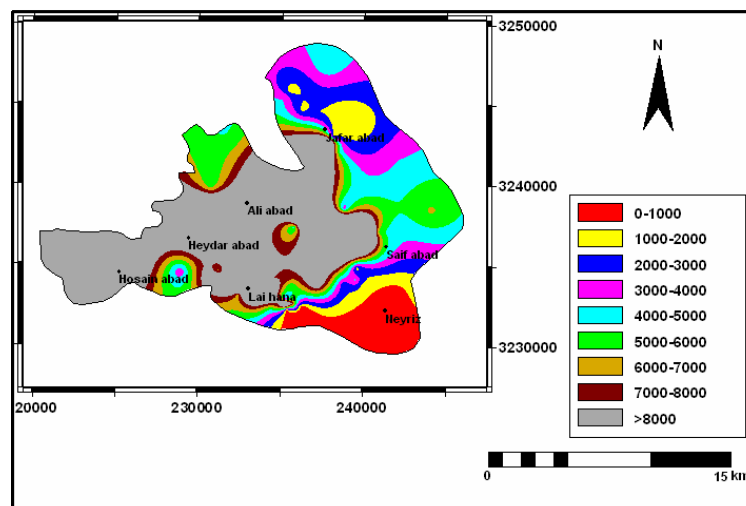 3250000
N
Jafar abad
3240000
Ali abad
Heydar abad
Saif abad
Hosain abad
Lai hana
Neyriz
3230000
20000
230000
240000
0-1000
1000-2000
2000-3000
3000-4000
4000-5000
5000-6000
6000-7000
7000-8000
>8000
0
15 km